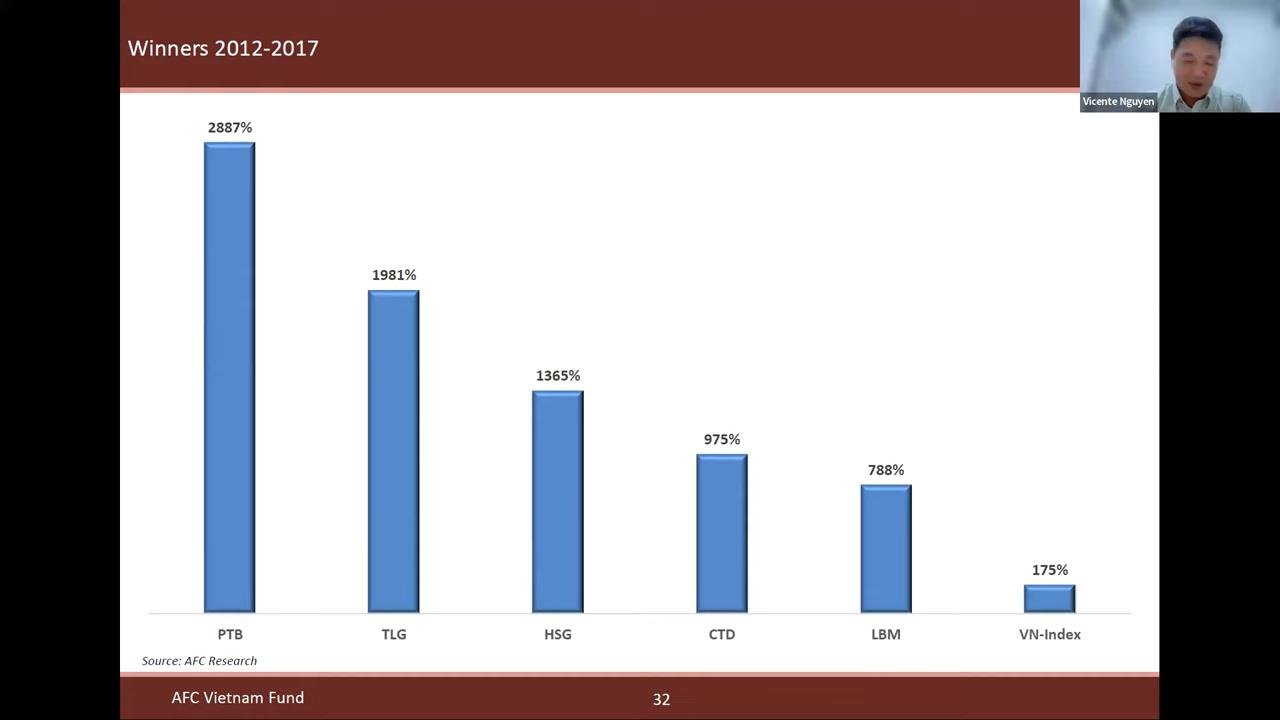 Winners 2012-2017
Vicente Nguyen
2887%
1981%
1365%
975%
788%
175%
PTB
TLG
HSG
CTD
LBM
VN-Index
Source: AFC Research
AFC Vietnam Fund
32